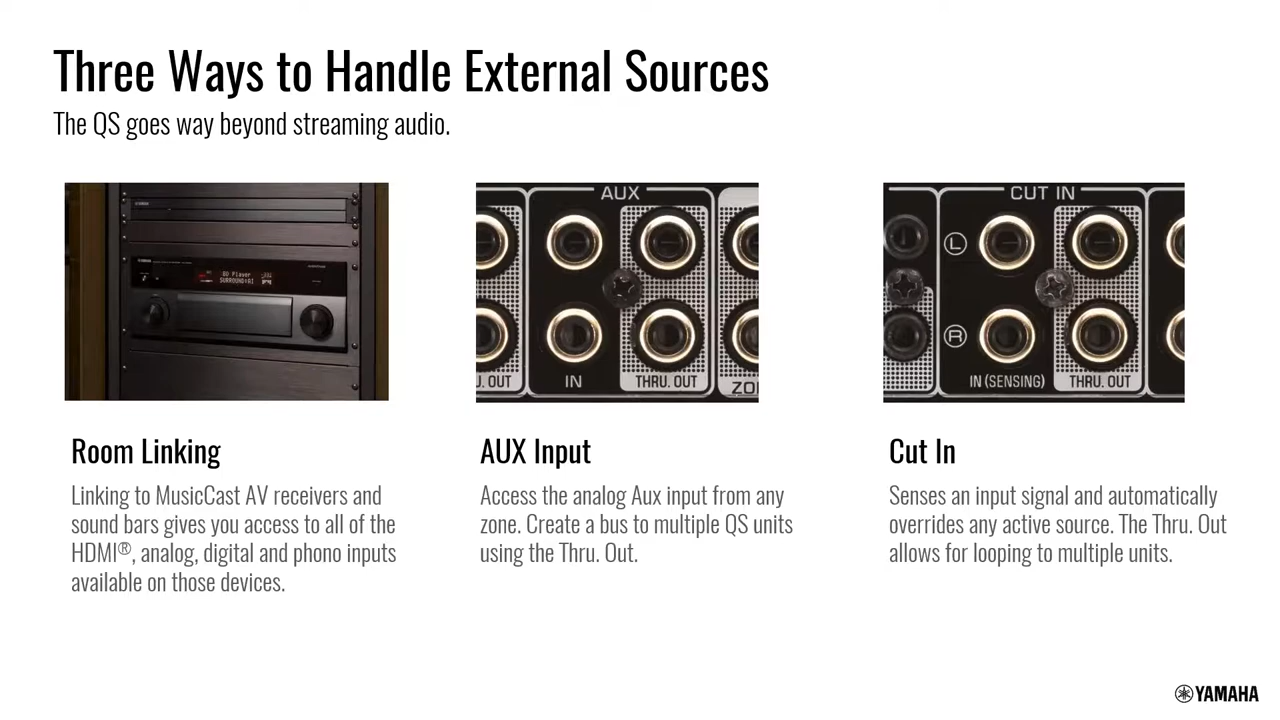 Three Ways to Handle External Sources
The QS goes way beyond streaming audio.
BD Player
AUX
U. OUT
IN
THRU. OUT
ZO
CUT IN
L
R
IN (SENSING)
THRU. OUT
Room Linking
Linking to MusicCast AV receivers and
sound bars gives you access to all of the
HDMI®, analog, digital and phono inputs
available on those devices.
AUX Input
Access the analog Aux input from any
zone. Create a bus to multiple QS units
using the Thru. Out.
Cut In
Senses an input signal and automatically
overrides any active source. The Thru. Out
allows for looping to multiple units.
YAMAHA